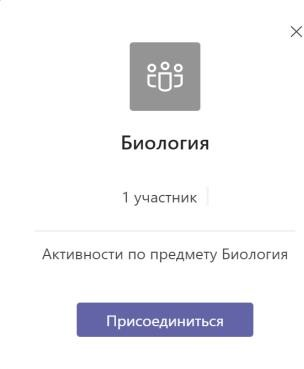 Биология
1 участник
Активности по предмету Биология
Присоединиться